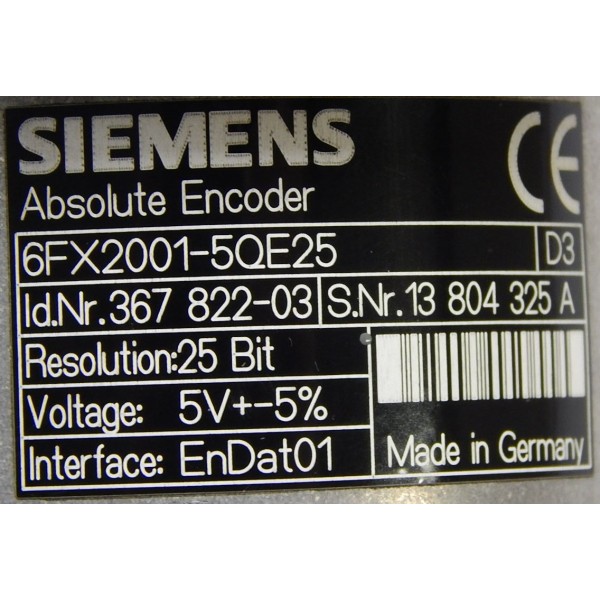 SIEMENS CE
Absolute Encoder
6FX2001-5QE25 D3
Id.Nr.367 822-03 S.Nr.13 804 325 A
Resolution:25 Bit
Voltage: 5V+-5%
Interface: EnDat01
Made in Germany